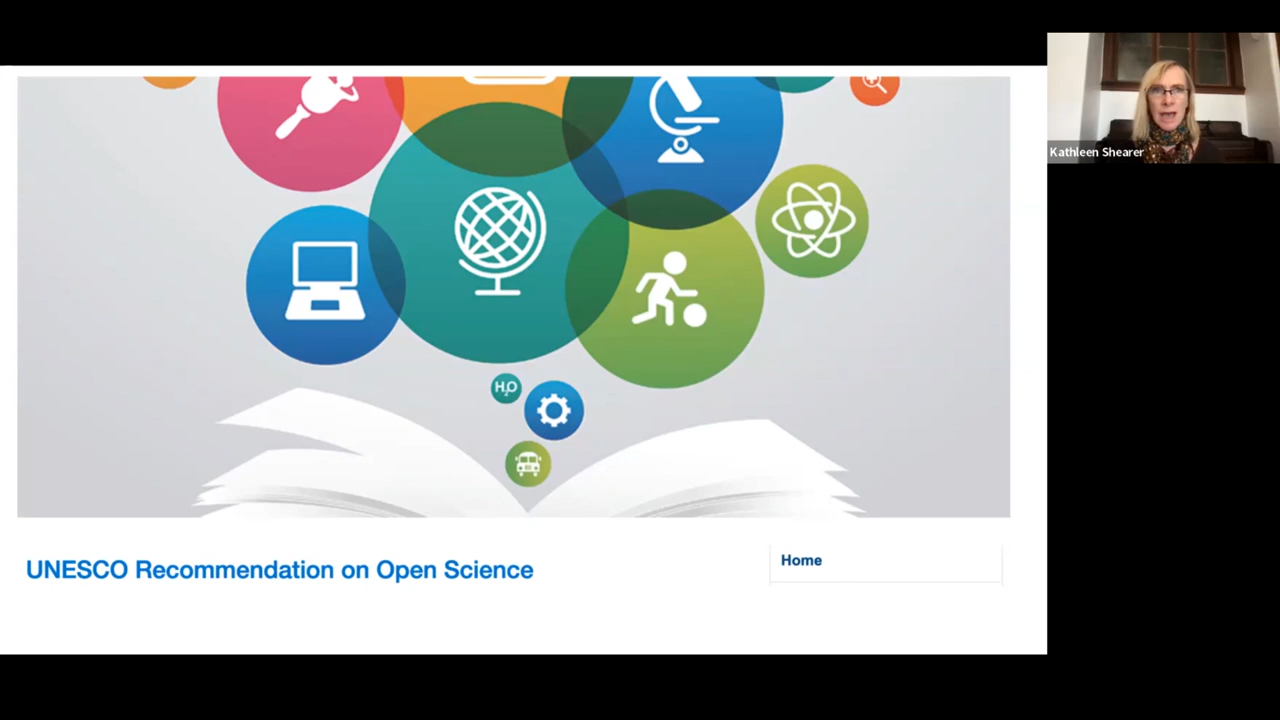 Kathleen Shearer
H₂O
UNESCO Recommendation on Open Science
Home